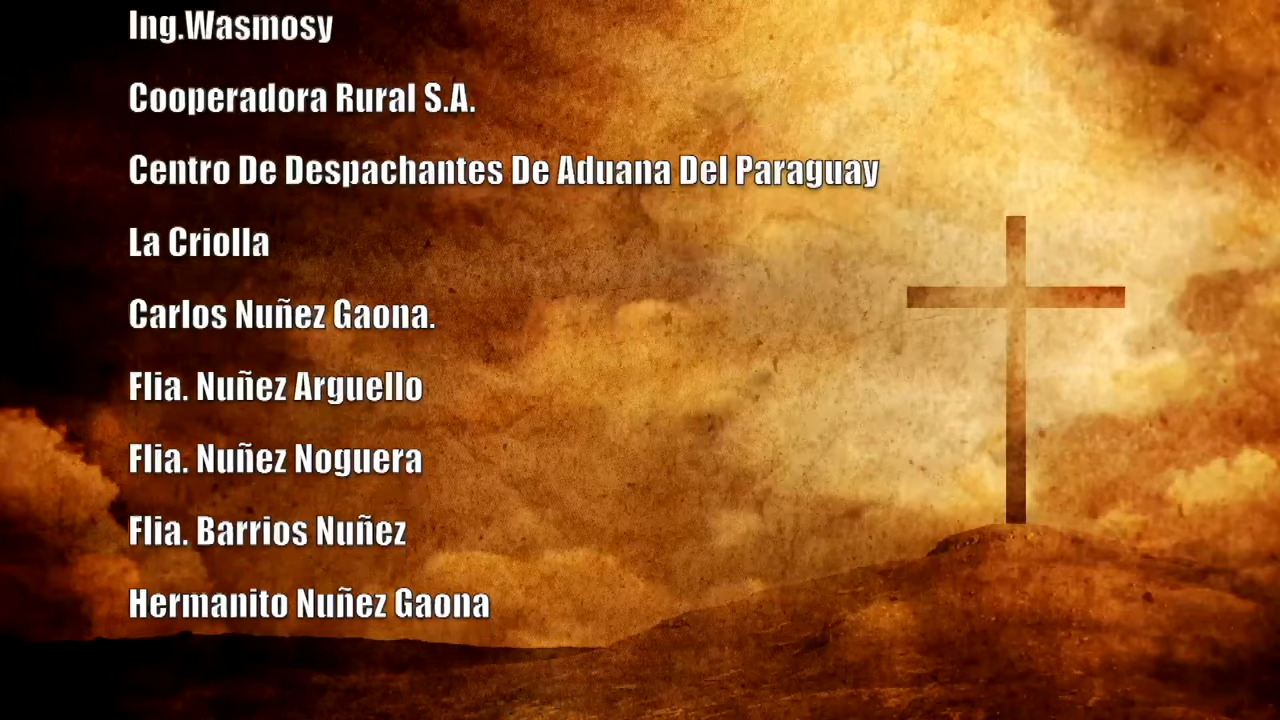 Ing.Wasmosy
Cooperadora Rural S.A.
Centro De Despachantes De Aduana Del Paraguay
La Criolla
Carlos Nuñez Gaona.
Flia. Nuñez Arguello
Flia. Nuñez Noguera
Flia. Barrios Nuñez
Hermanito Nuñez Gaona